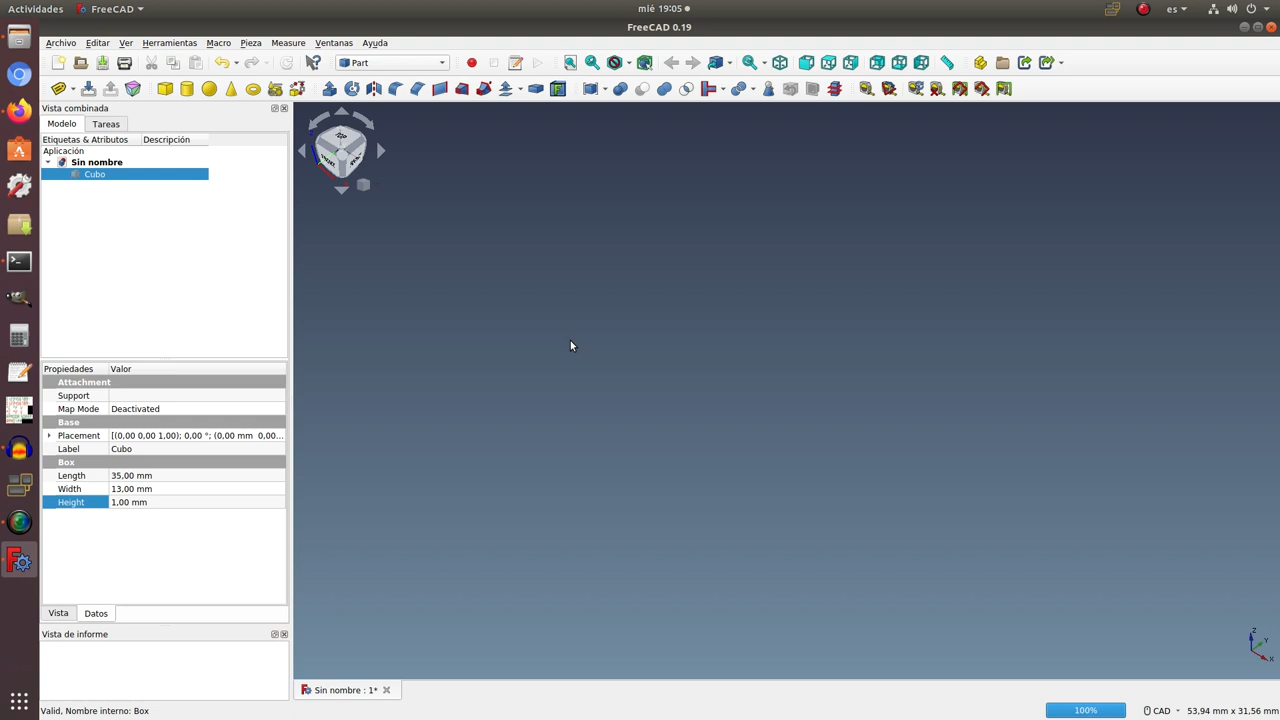 Actividades FreeCAD mié 19:05 es
FreeCAD 0.19
Archivo Editar Ver Herramientas Macro Pieza Measure Ventanas Ayuda
Part
Vista combinada
Modelo Tareas
Etiquetas & Atributos Descripción
Aplicación
Sin nombre
Cubo
Propiedades Valor
Attachment
Support
Map Mode Deactivated
Base
Placement [(0,00 0,00 1,00); 0,00 °; (0,00 mm 0,00...
Label Cubo
Box
Length 35,00 mm
Width 13,00 mm
Height 1,00 mm
Vista Datos
Vista de informe
Sin nombre : 1*
Valid, Nombre interno: Box 100% CAD 53,94 mm x 31,56 mm
Z
Y
X